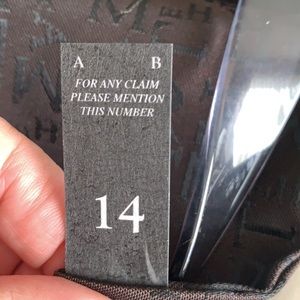 A B
FOR ANY CLAIM
PLEASE MENTION
THIS NUMBER
14